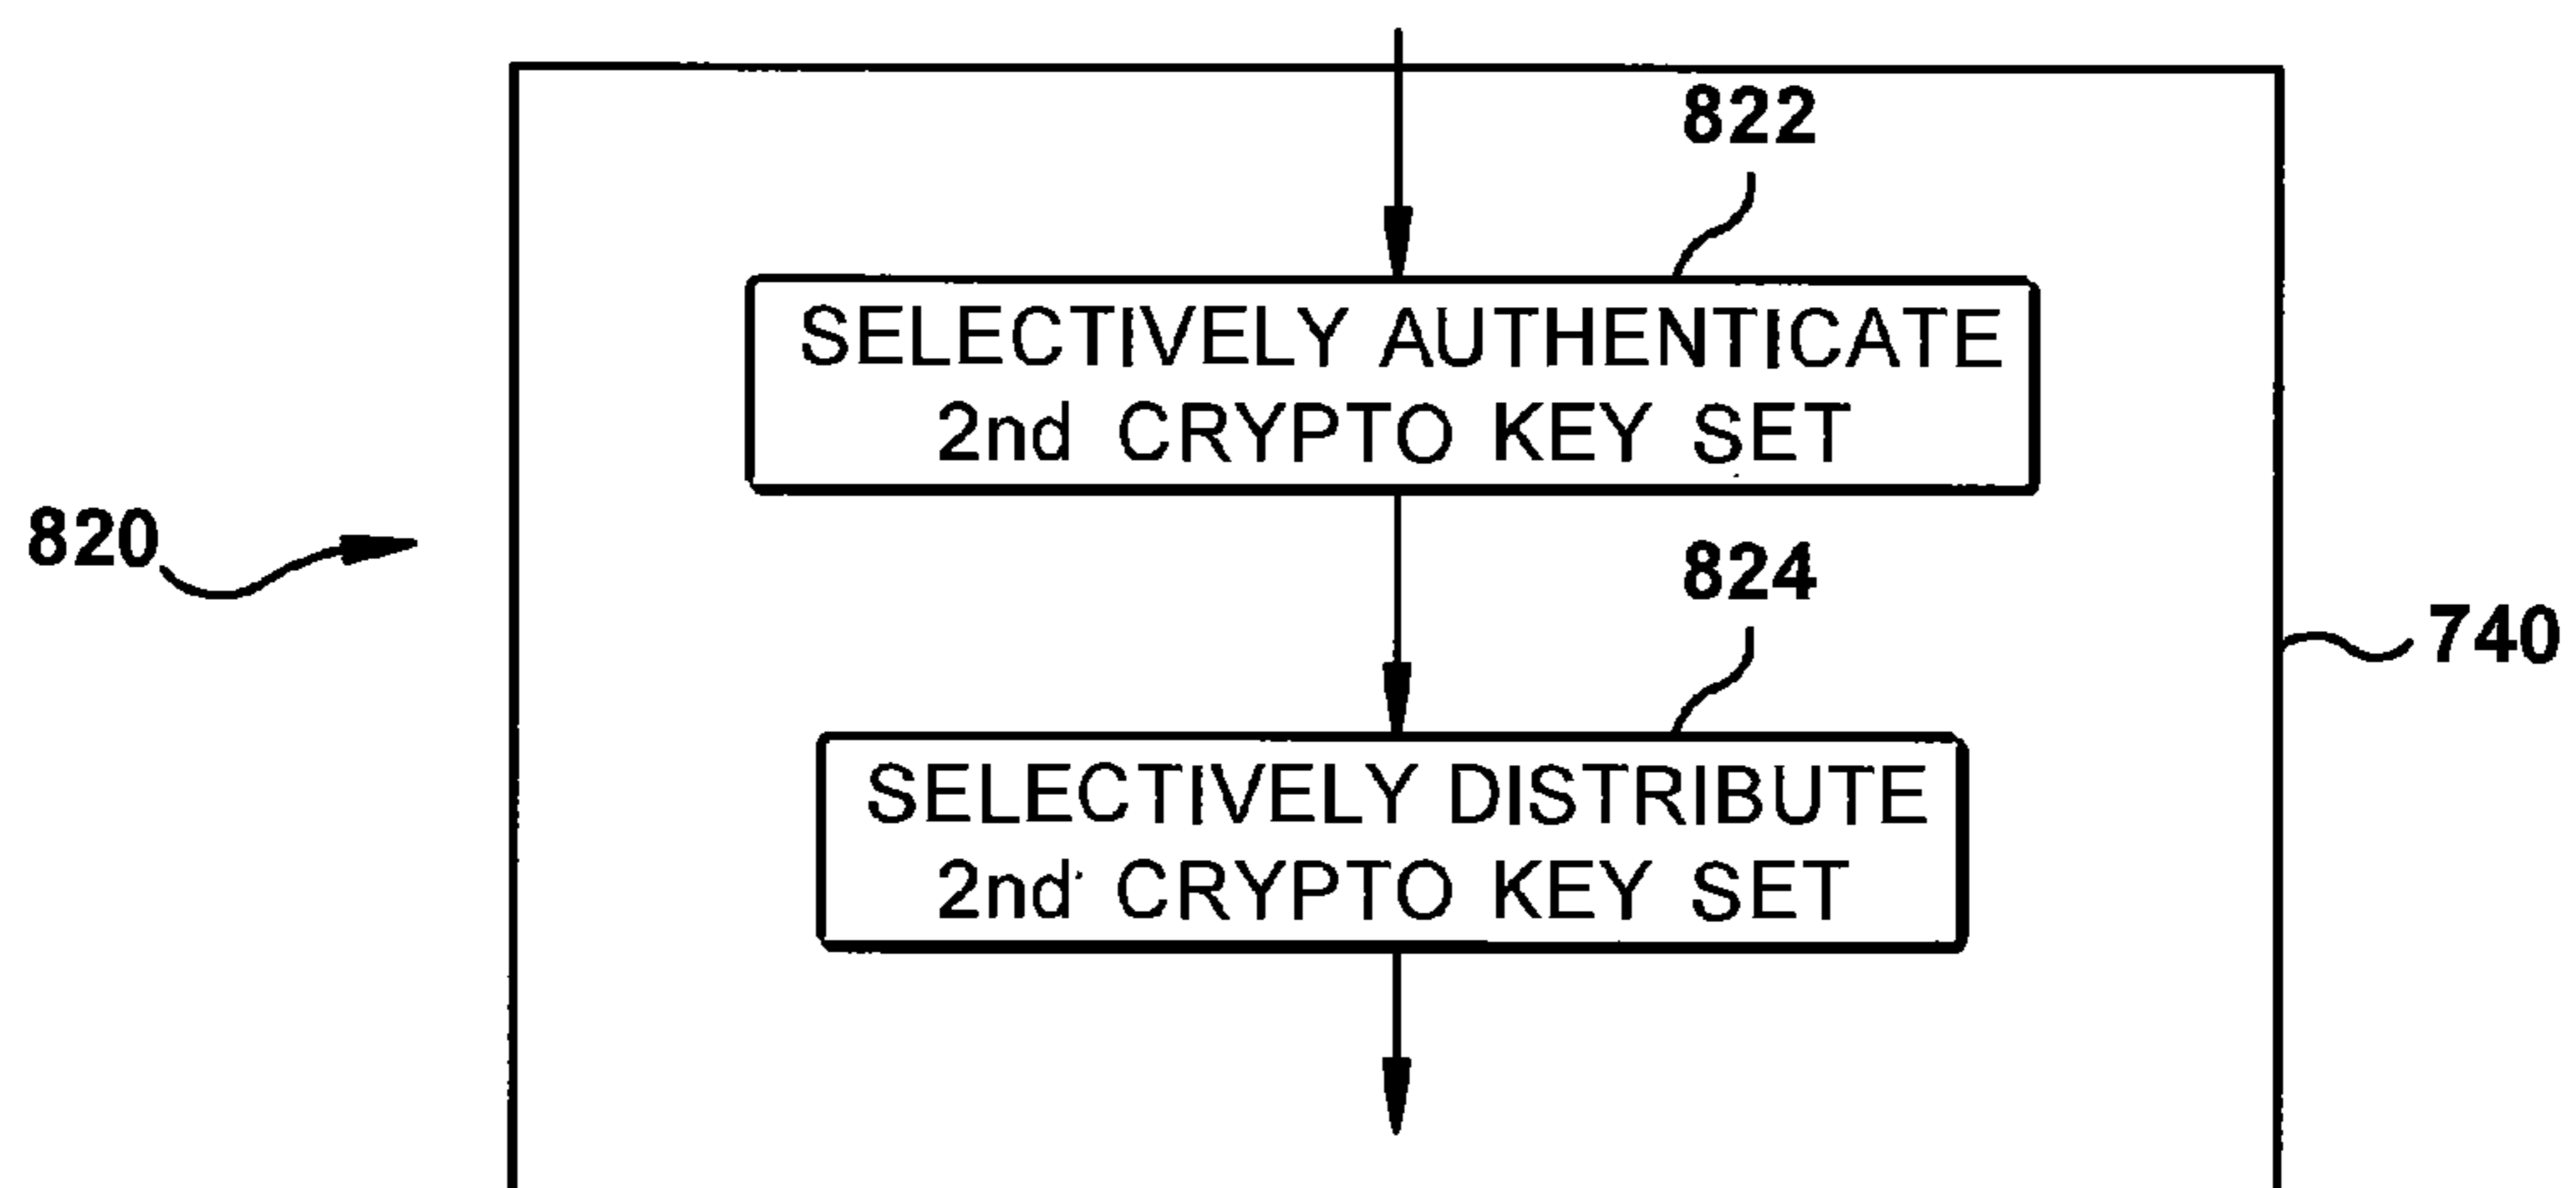 822
SELECTIVELY AUTHENTICATE
2nd CRYPTO KEY SET
820
824
740
SELECTIVELY DISTRIBUTE
2nd CRYPTO KEY SET